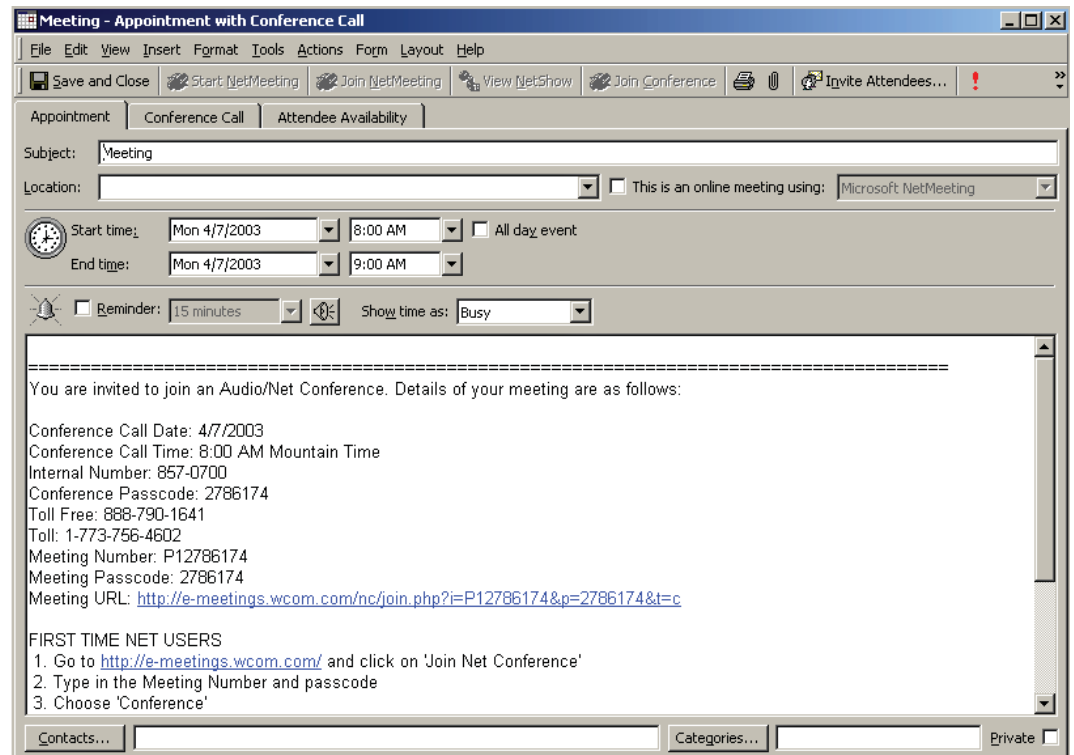 Meeting - Appointment with Conference Call
File Edit View Insert Format Tools Actions Form Layout Help
Save and Close Start NetMeeting Join NetMeeting View NetShow Join Conference Invite Attendees... ! »
Appointment Conference Call Attendee Availability
Subject: Meeting
Location: This is an online meeting using: Microsoft NetMeeting
Start time: Mon 4/7/2003 8:00 AM All day event
End time: Mon 4/7/2003 9:00 AM
Reminder: 15 minutes Show time as: Busy
========================================================================================
You are invited to join an Audio/Net Conference. Details of your meeting are as follows:
Conference Call Date: 4/7/2003
Conference Call Time: 8:00 AM Mountain Time
Internal Number: 857-0700
Conference Passcode: 2786174
Toll Free: 888-790-1641
Toll: 1-773-756-4602
Meeting Number: P12786174
Meeting Passcode: 2786174
Meeting URL: http://e-meetings.wcom.com/nc/join.php?i=P12786174&p=2786174&t=c
FIRST TIME NET USERS
1. Go to http://e-meetings.wcom.com/ and click on 'Join Net Conference'
2. Type in the Meeting Number and passcode
3. Choose 'Conference'
Contacts... Categories... Private